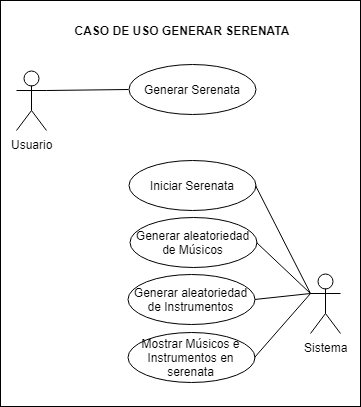 CASO DE USO GENERAR SERENATA
Generar Serenata
Usuario
Iniciar Serenata
Generar aleatoriedad
de Músicos
Generar aleatoriedad
de Instrumentos
Mostrar Músicos e
Instrumentos en
serenata
Sistema